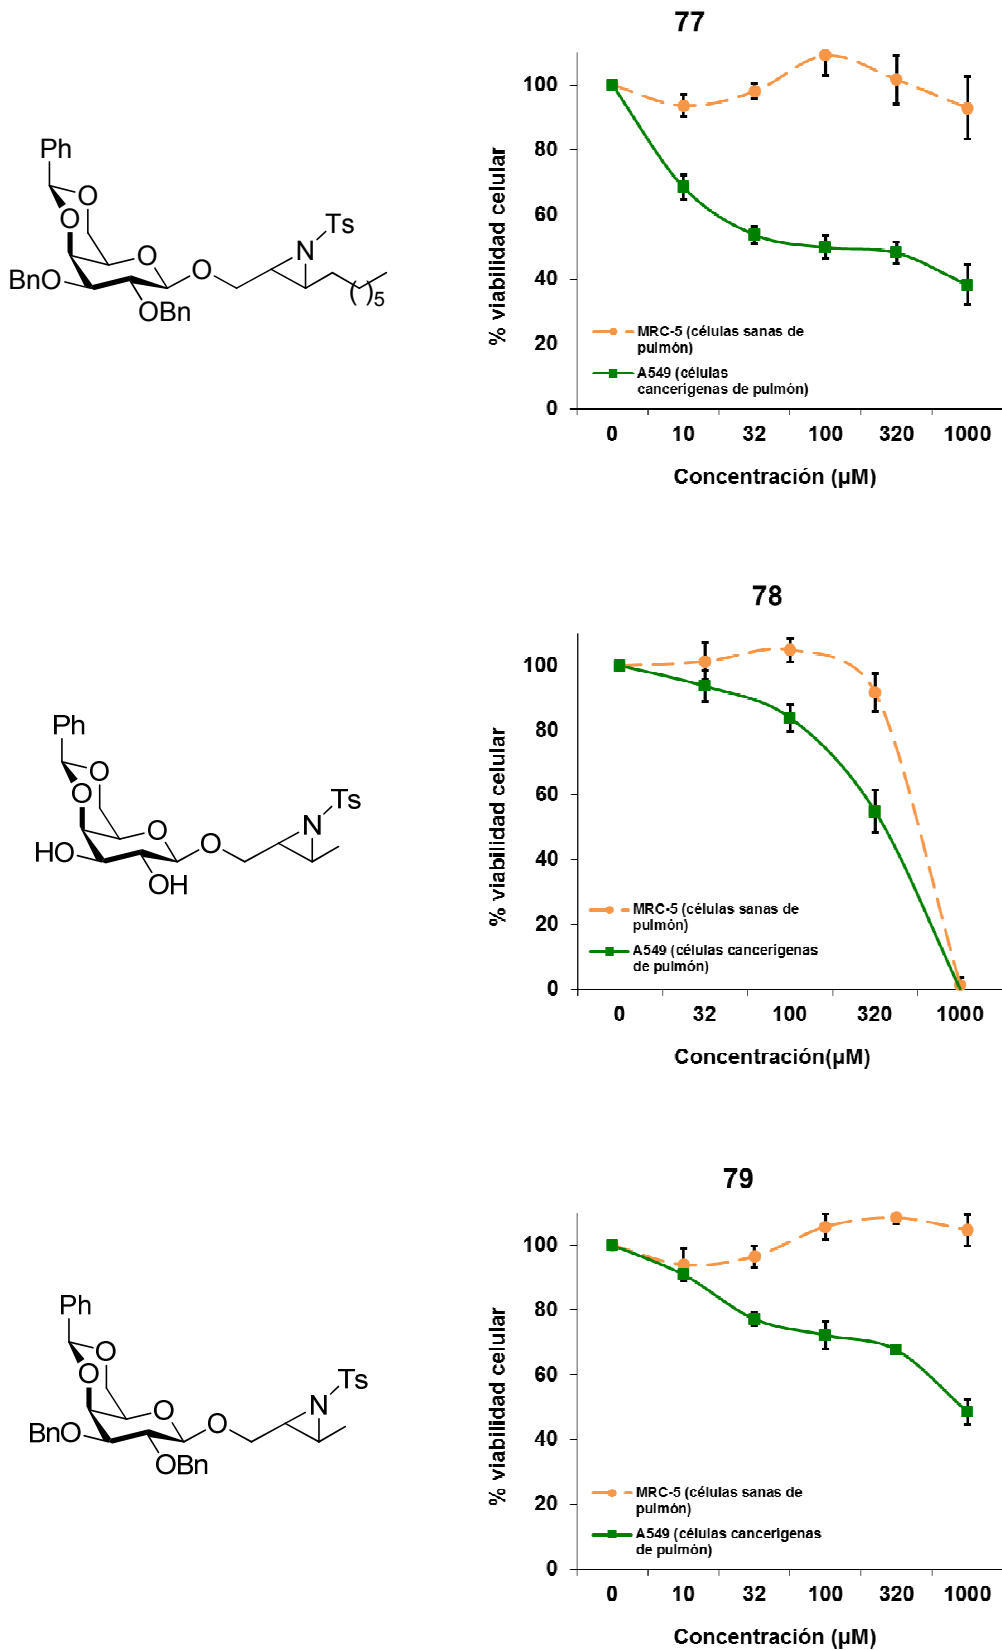 77
Ph
O
O
O
O
N
Ts
BnO
OBn
( )5
% viabilidad celular
100
80
60
40
20
0
MRC-5 (células sanas de
pulmón)
A549 (células
cancerigenas de pulmón)
0 10 32 100 320 1000
Concentración (µM)
78
Ph
O
O
O
O
N
Ts
HO
OH
% viabilidad celular
100
80
60
40
20
0
MRC-5 (células sanas de
pulmón)
A549 (células cancerigenas
de pulmón)
0 32 100 320 1000
Concentración(µM)
79
Ph
O
O
O
O
N
Ts
BnO
OBn
% viabilidad celular
100
80
60
40
20
0
MRC-5 (células sanas de
pulmón)
A549 (células cancerigenas
de pulmón)
0 10 32 100 320 1000
Concentración (µM)